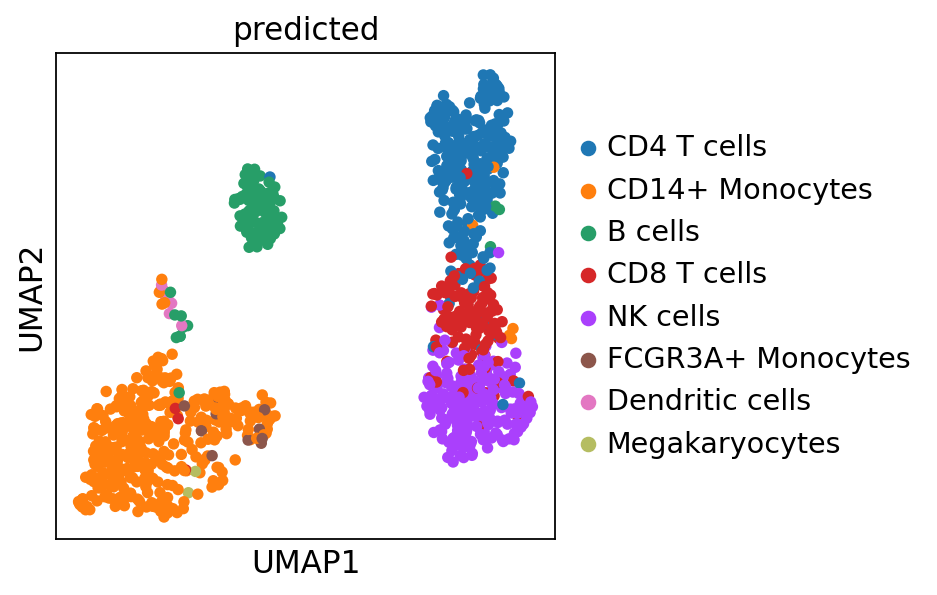 predicted
CD4 T cells
CD14+ Monocytes
B cells
CD8 T cells
NK cells
FCGR3A+ Monocytes
Dendritic cells
Megakaryocytes
UMAP2
UMAP1